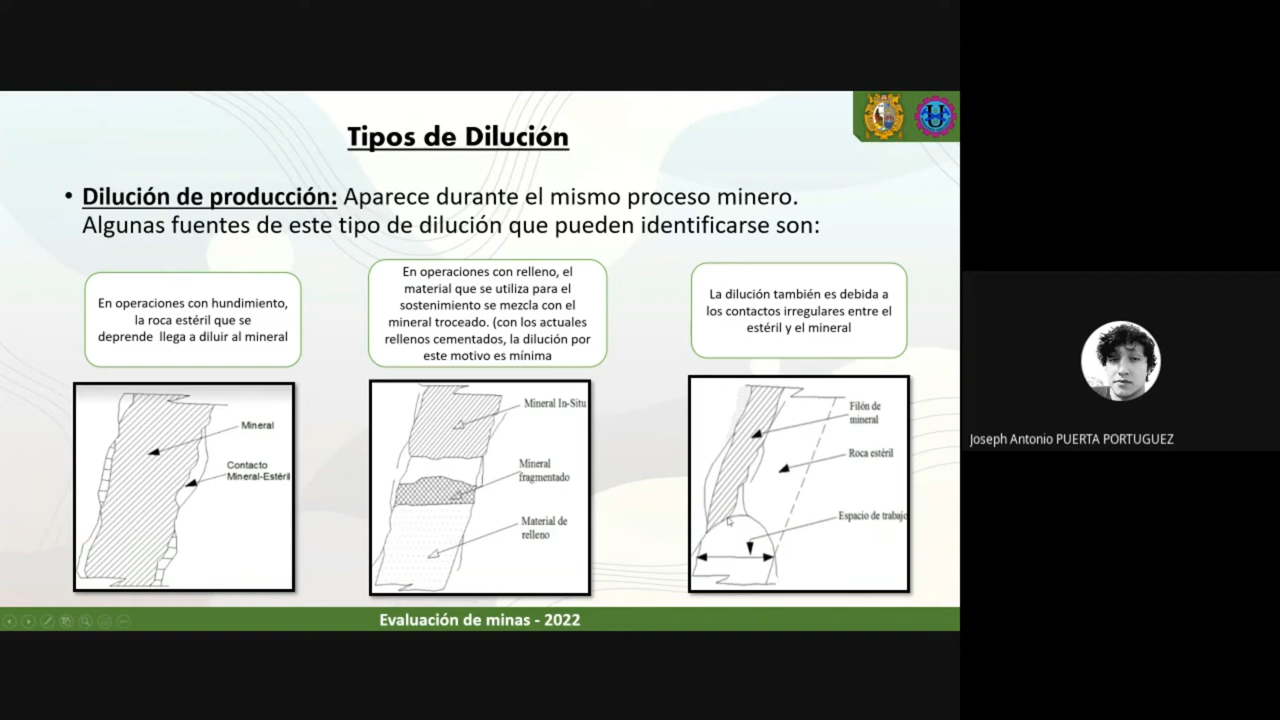 Tipos de Dilución
• Dilución de producción: Aparece durante el mismo proceso minero.
Algunas fuentes de este tipo de dilución que pueden identificarse son:
En operaciones con hundimiento,
la roca estéril que se
deprende llega a diluir al mineral
En operaciones con relleno, el
material que se utiliza para el
sostenimiento se mezcla con el
mineral troceado. (con los actuales
rellenos cementados, la dilución por
este motivo es mínima
La dilución también es debida a
los contactos irregulares entre el
estéril y el mineral
Mineral
Contacto
Mineral-Estéril
Mineral In-Situ
Mineral
fragmentado
Material de
relleno
Filón de
mineral
Roca estéril
Espacio de trabajo
Evaluación de minas - 2022
Joseph Antonio PUERTA PORTUGUEZ